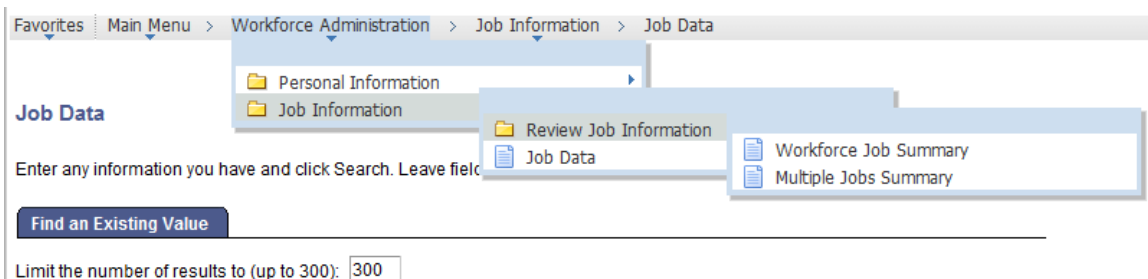 Favorites Main Menu > Workforce Administration > Job Information > Job Data
Personal Information
Job Information
Job Data
Review Job Information
Job Data
Workforce Job Summary
Multiple Jobs Summary
Enter any information you have and click Search. Leave
Find an Existing Value
Limit the number of results to (up to 300): 300